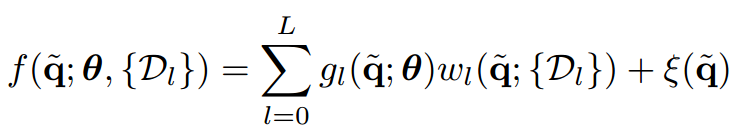 f(q̃; θ, {𝒟_l}) = ∑_{l=0}^{L} g_l(q̃; θ)w_l(q̃; {𝒟_l}) + ξ(q̃)